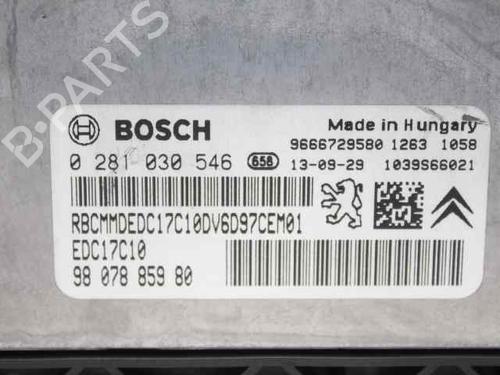 BOSCH
Made in Hungary
9666729580 1263 1058
0 281 030 546 658 13-09-29 1039S66021
RBCMMDEDC17C10DV6D97CEM01
EDC17C10
98 078 859 80
B-PARTS